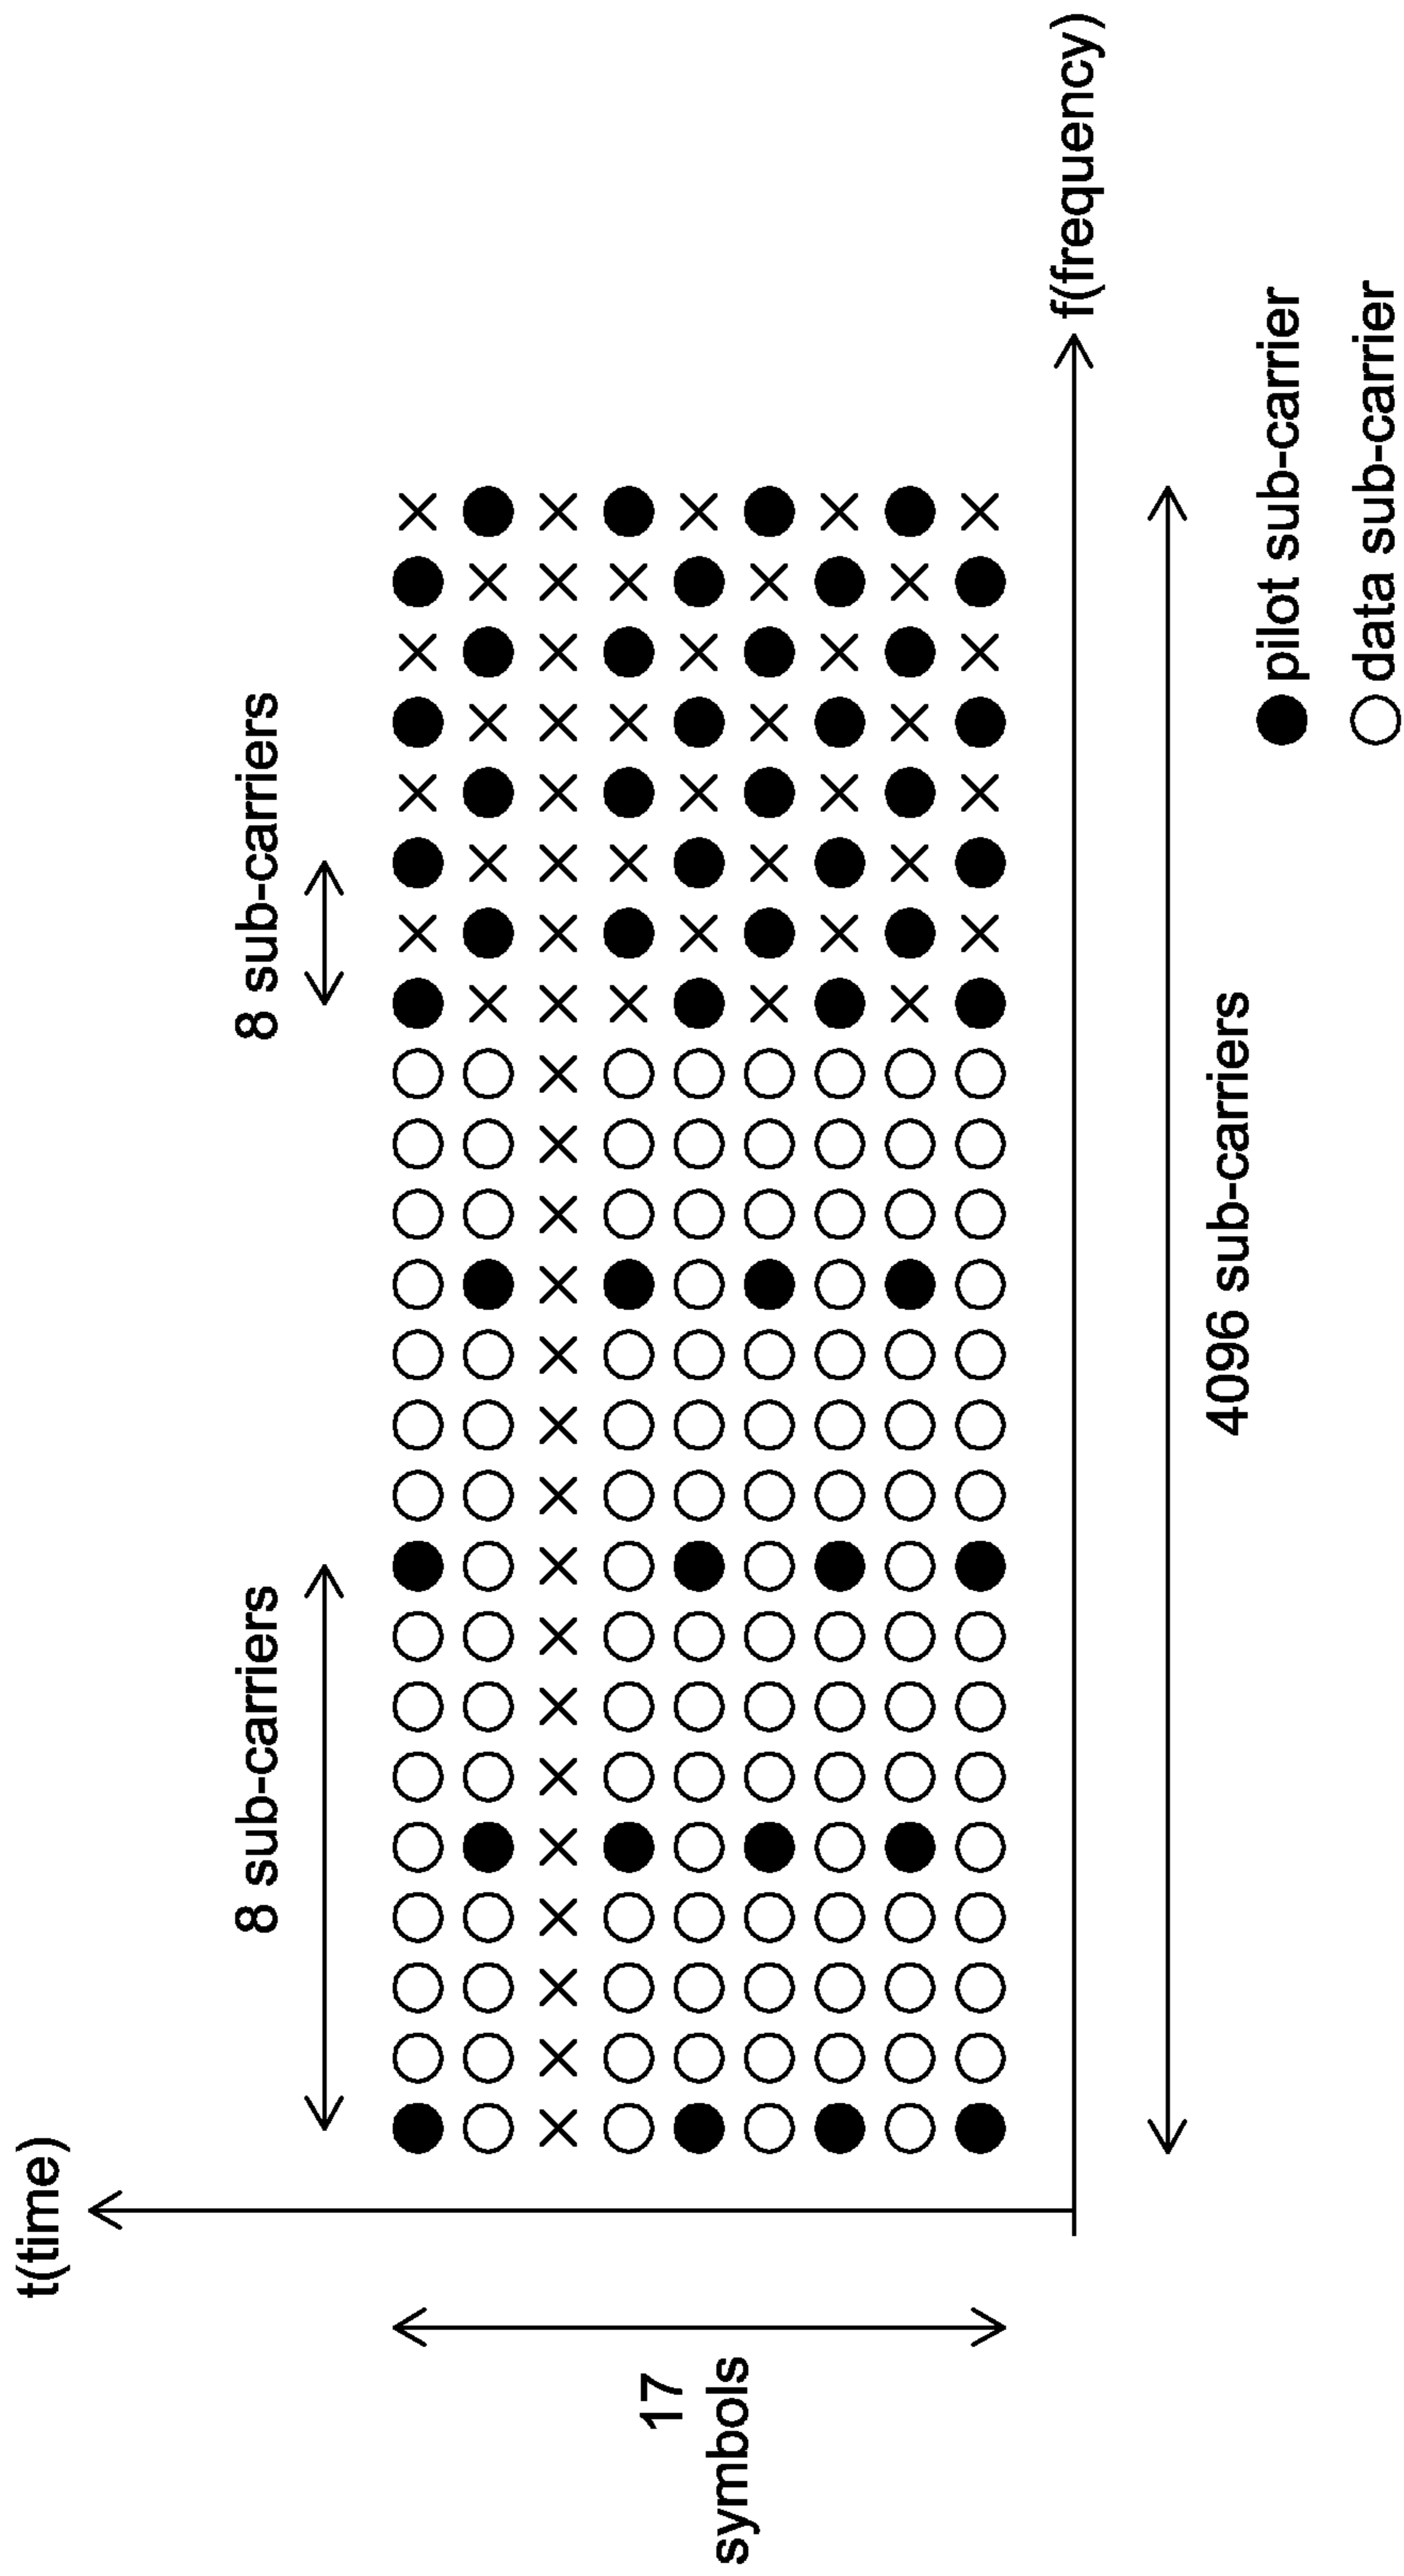 t(time)
8 sub-carriers
8 sub-carriers
17
symbols
f(frequency)
4096 sub-carriers
pilot sub-carrier
data sub-carrier